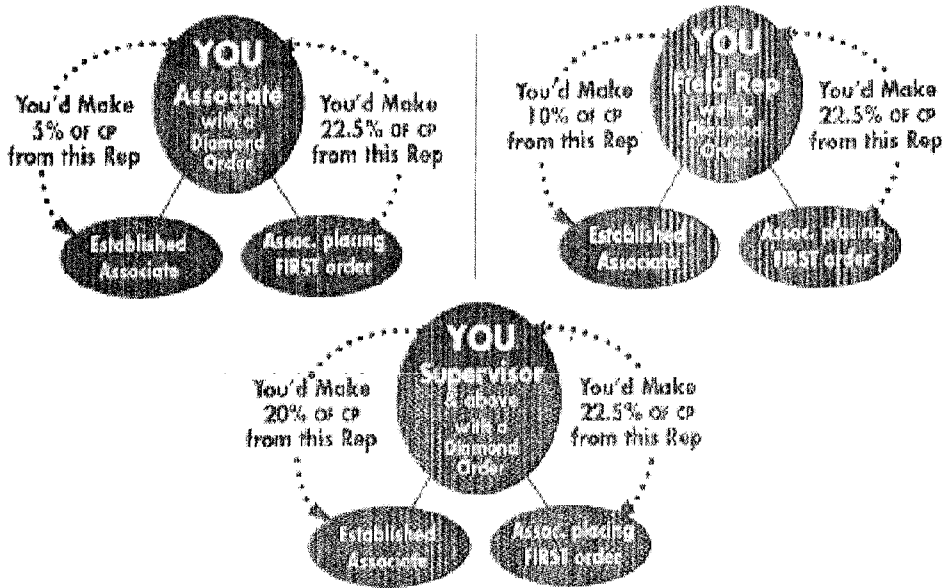 YOU
Associate
with a
Diamond
Order
You'd Make
5% OF CP
from this Rep
You'd Make
22.5% OF CP
from this Rep
Established
Associate
Assoc. placing
FIRST order
YOU
Field Rep
with a
Diamond
Order
You'd Make
10% OF CP
from this Rep
You'd Make
22.5% OF CP
from this Rep
Established
Associate
Assoc. placing
FIRST order
YOU
Supervisor
& above
with a
Diamond
Order
You'd Make
20% OF CP
from this Rep
You'd Make
22.5% OF CP
from this Rep
Established
Associate
Assoc. placing
FIRST order